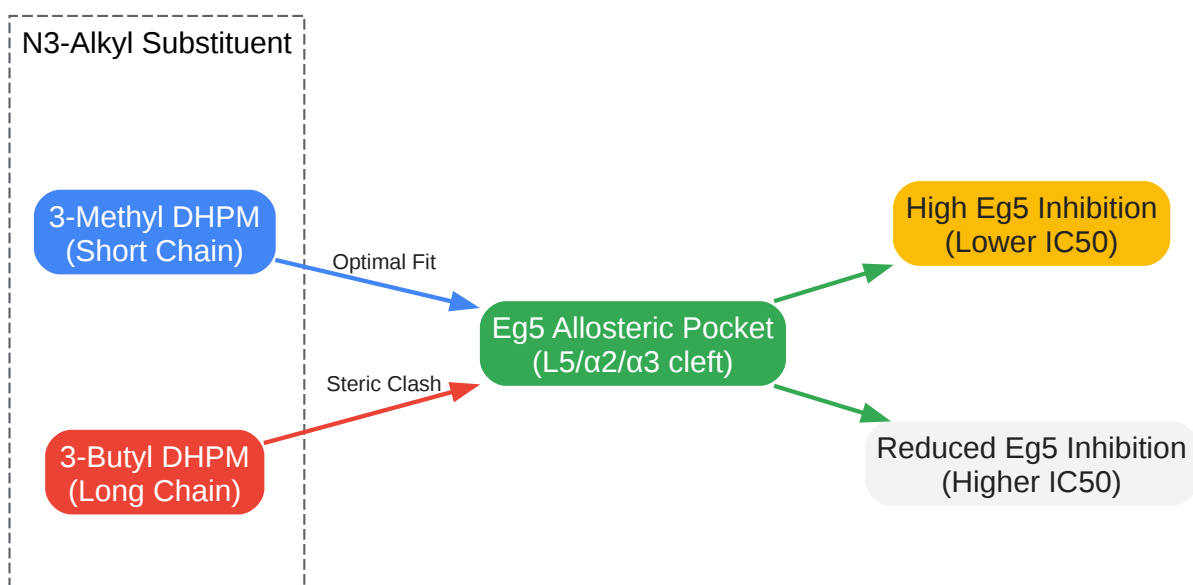 N3-Alkyl Substituent
3-Methyl DHPM
(Short Chain)
Optimal Fit
High Eg5 Inhibition
(Lower IC50)
Eg5 Allosteric Pocket
(L5/α2/α3 cleft)
Steric Clash
3-Butyl DHPM
(Long Chain)
Reduced Eg5 Inhibition
(Higher IC50)